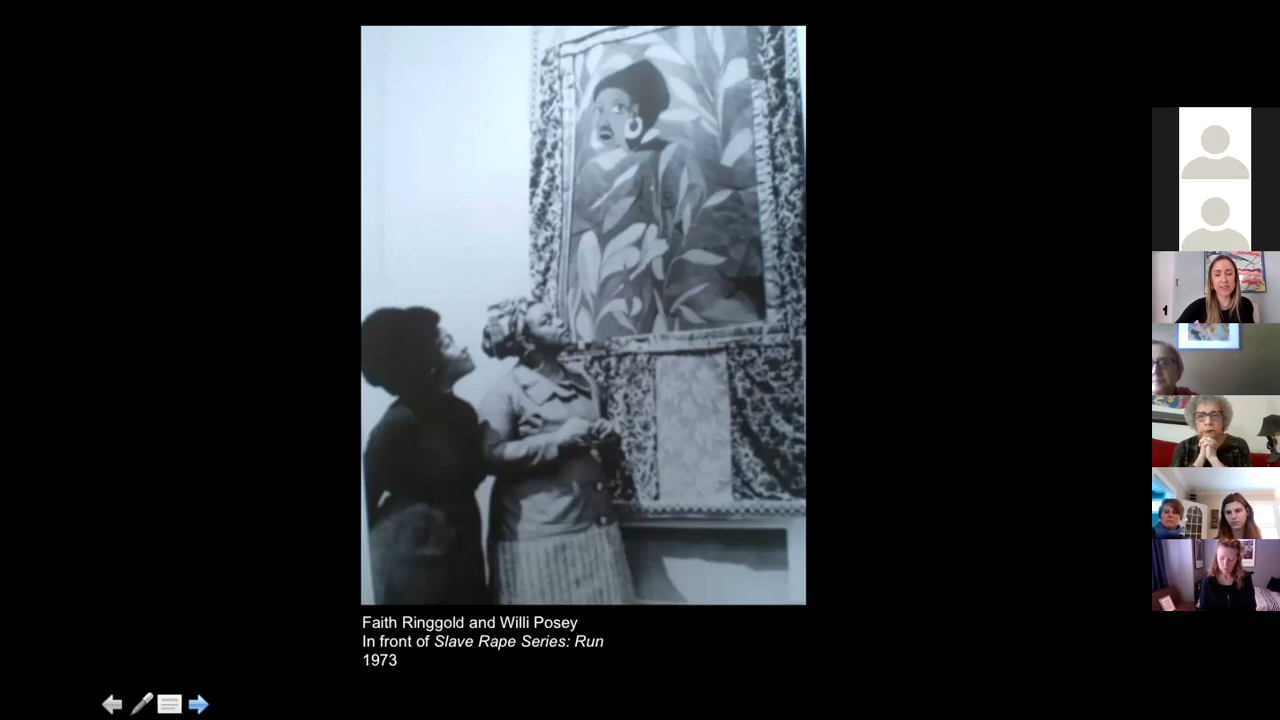 Faith Ringgold and Willi Posey
In front of Slave Rape Series: Run
1973